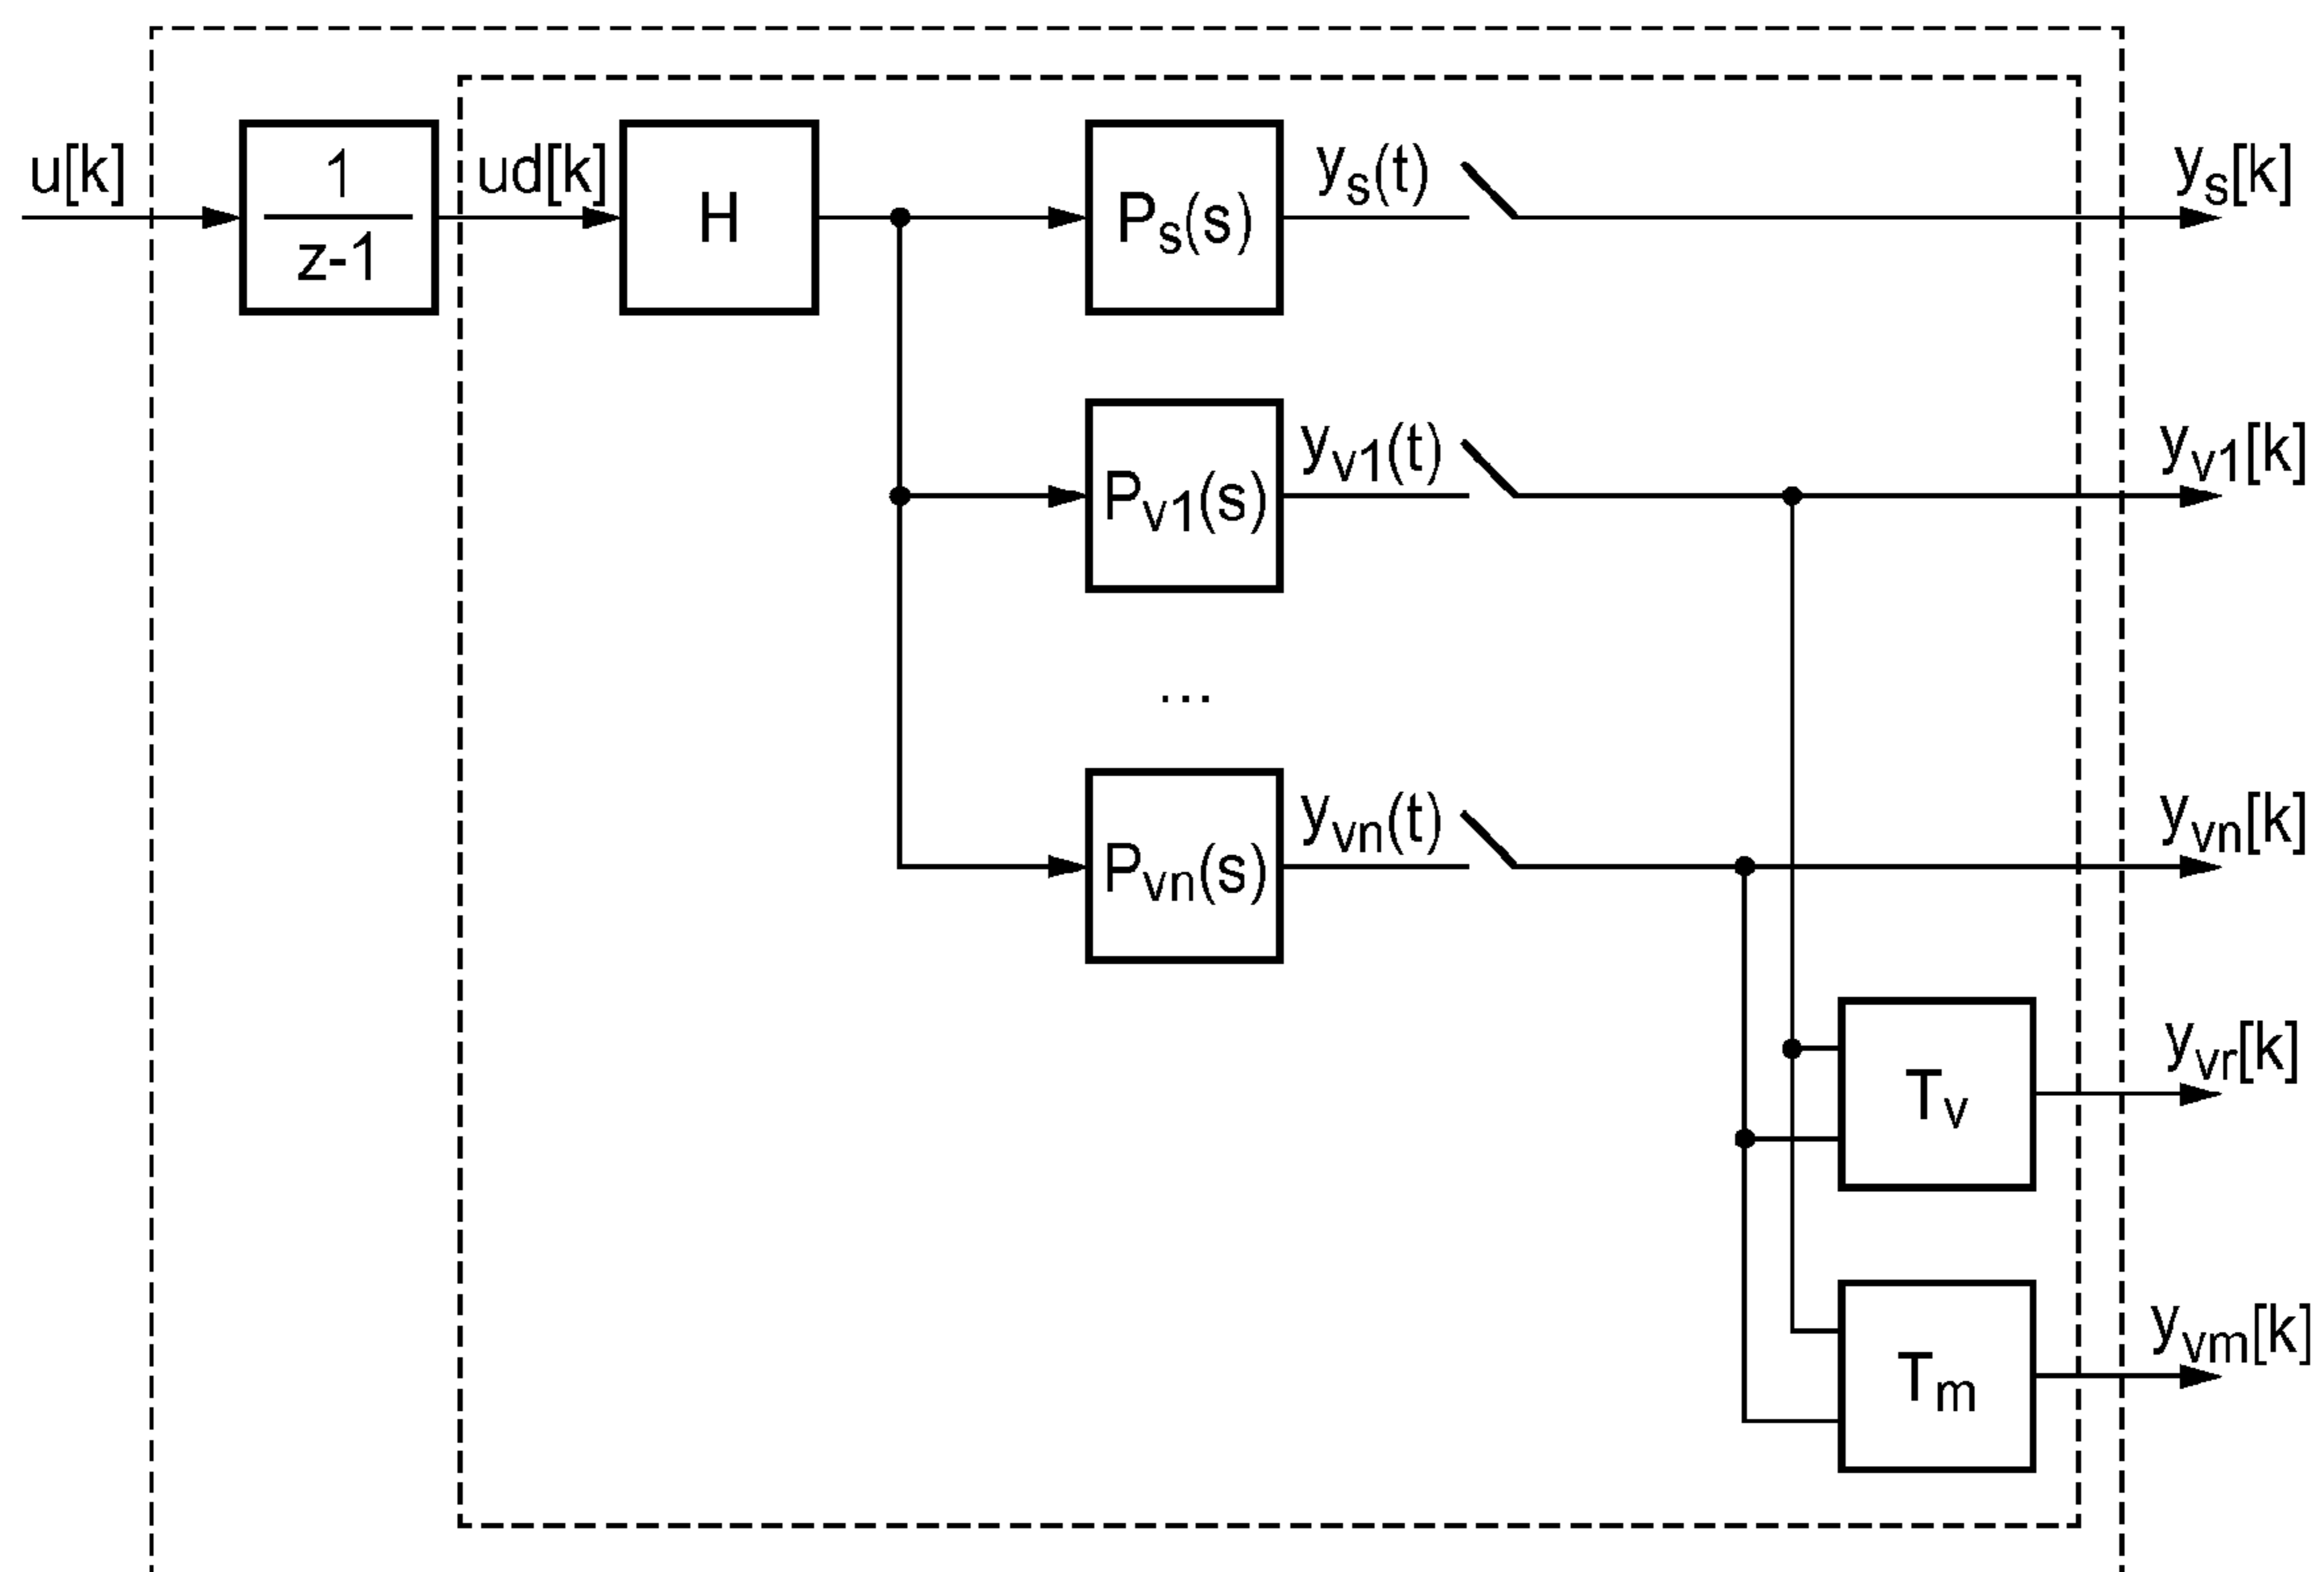 u[k]
1
z-1
ud[k]
H
Ps(s)
ys(t)
ys[k]
Pv1(s)
yv1(t)
yv1[k]
...
Pvn(s)
yvn(t)
yvn[k]
Tv
yvr[k]
Tm
yvm[k]